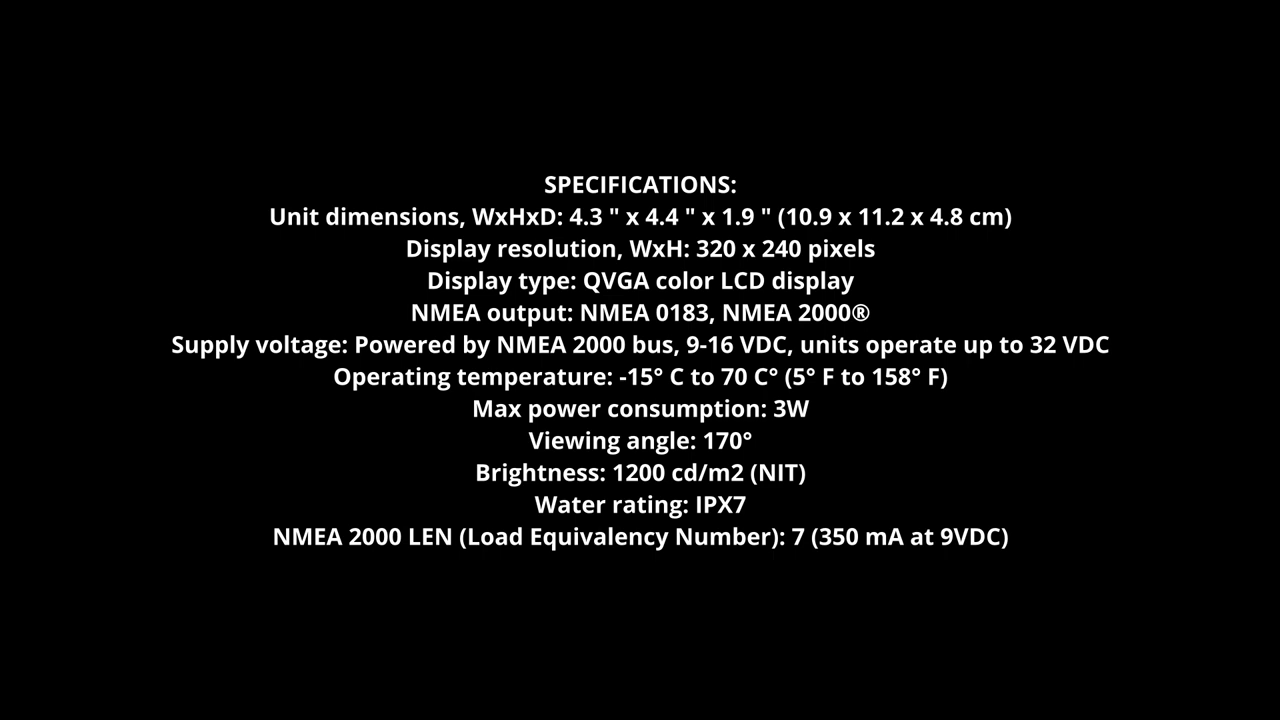 SPECIFICATIONS:
Unit dimensions, WxHxD: 4.3 " x 4.4 " x 1.9 " (10.9 x 11.2 x 4.8 cm)
Display resolution, WxH: 320 x 240 pixels
Display type: QVGA color LCD display
NMEA output: NMEA 0183, NMEA 2000®
Supply voltage: Powered by NMEA 2000 bus, 9-16 VDC, units operate up to 32 VDC
Operating temperature: -15° C to 70 C° (5° F to 158° F)
Max power consumption: 3W
Viewing angle: 170°
Brightness: 1200 cd/m2 (NIT)
Water rating: IPX7
NMEA 2000 LEN (Load Equivalency Number): 7 (350 mA at 9VDC)